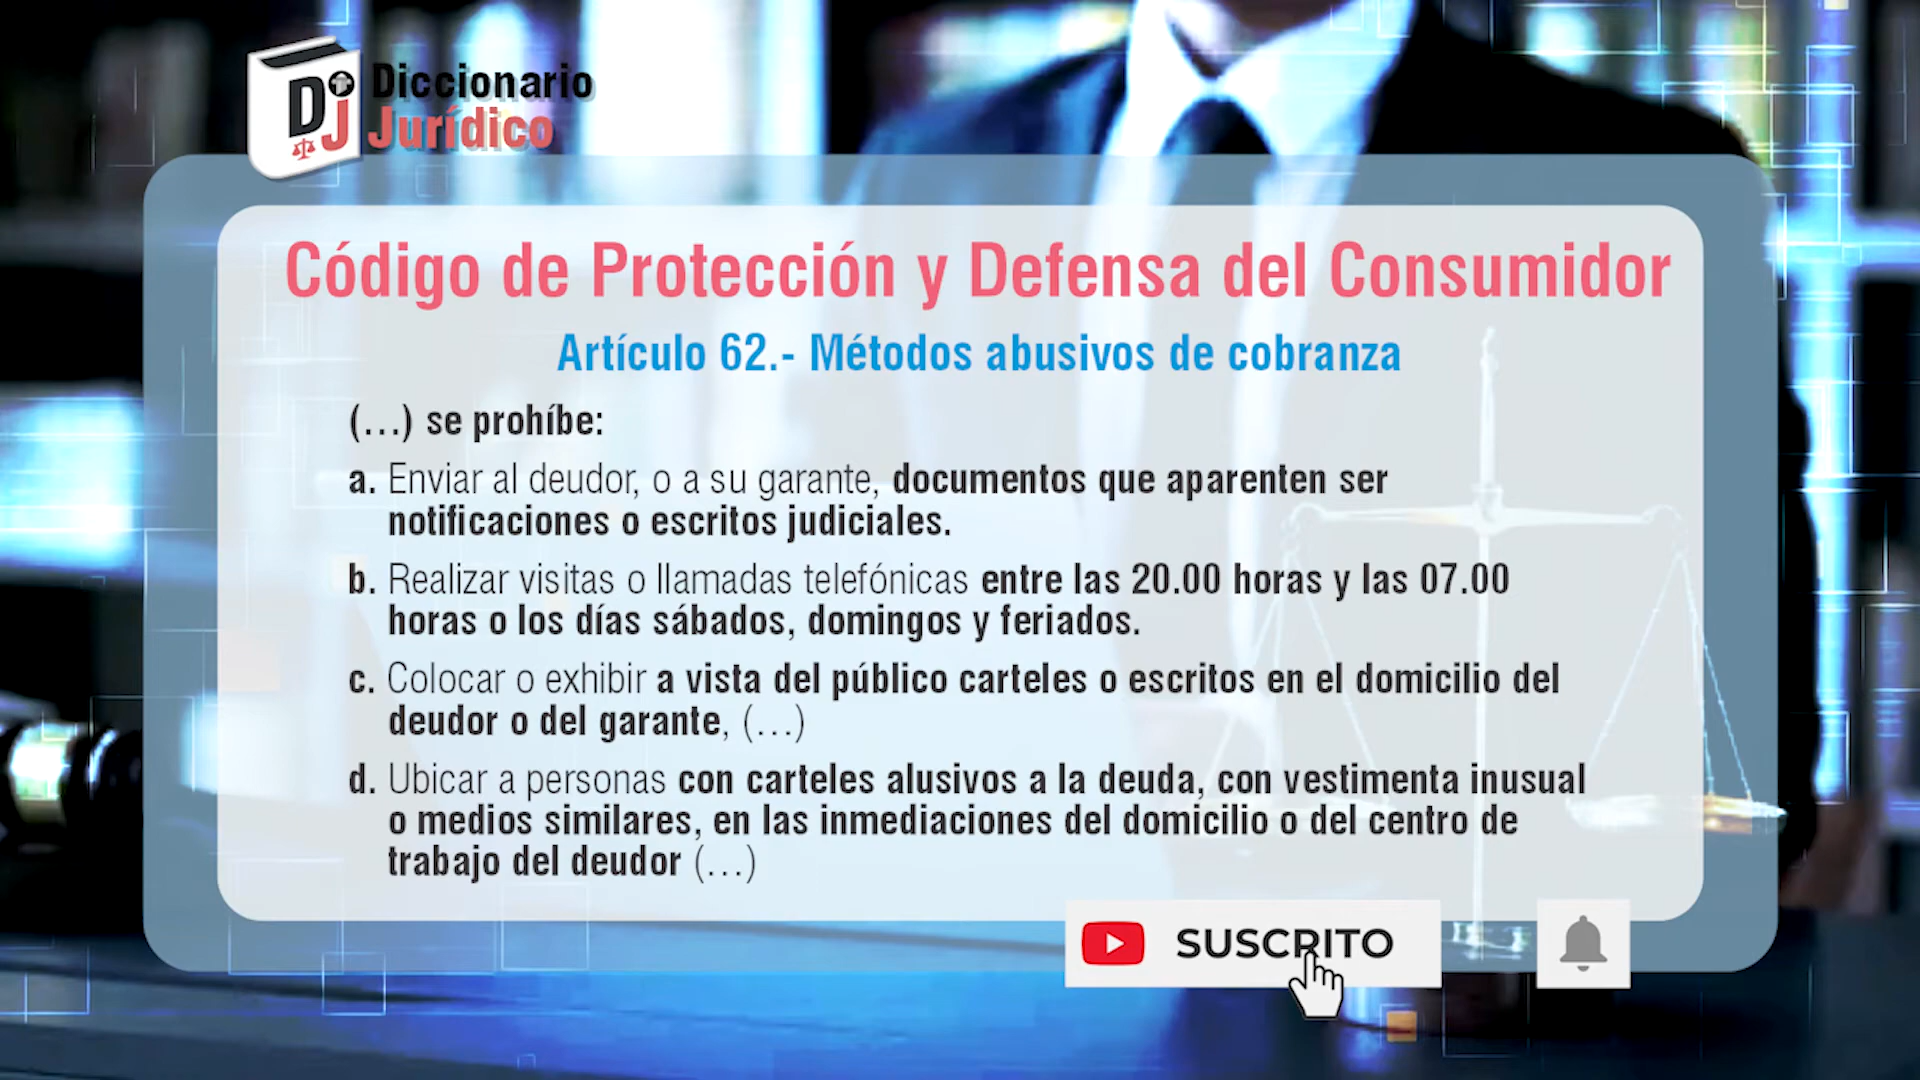 Diccionario
Jurídico
DJ
Código de Protección y Defensa del Consumidor
Artículo 62.- Métodos abusivos de cobranza
(...) se prohíbe:
a. Enviar al deudor, o a su garante, documentos que aparenten ser
notificaciones o escritos judiciales.
b. Realizar visitas o llamadas telefónicas entre las 20.00 horas y las 07.00
horas o los días sábados, domingos y feriados.
c. Colocar o exhibir a vista del público carteles o escritos en el domicilio del
deudor o del garante, (...)
d. Ubicar a personas con carteles alusivos a la deuda, con vestimenta inusual
o medios similares, en las inmediaciones del domicilio o del centro de
trabajo del deudor (...)
SUSCRITO